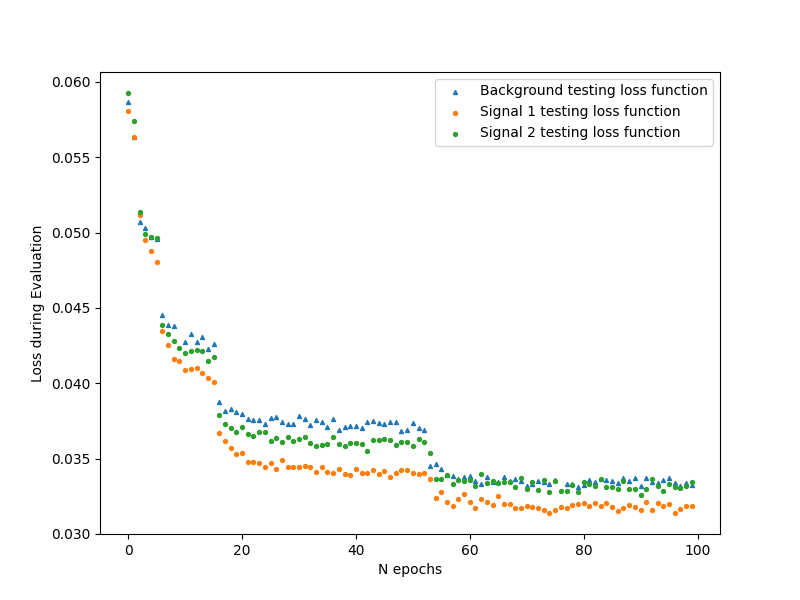 Background testing loss function
Signal 1 testing loss function
Signal 2 testing loss function
0.060
0.055
0.050
0.045
0.040
0.035
0.030
Loss during Evaluation
0 20 40 60 80 100
N epochs